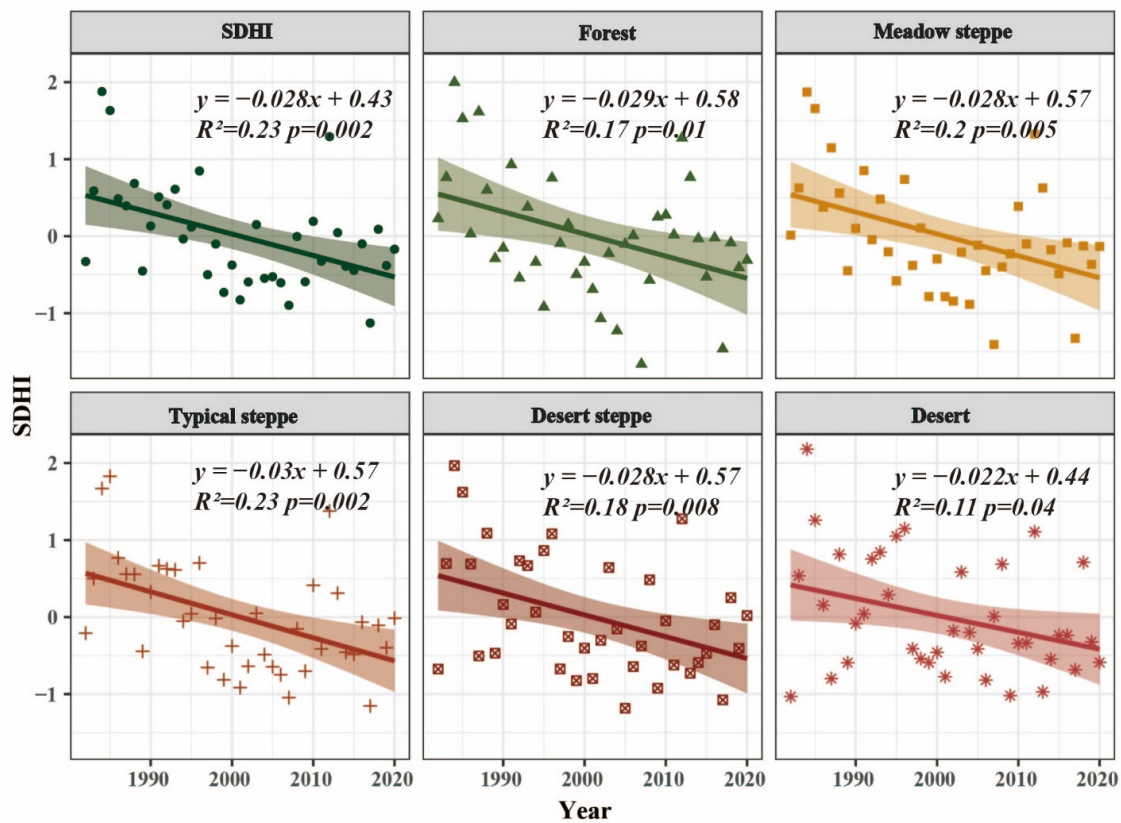 SDHI
Forest
Meadow steppe
y = −0.028x + 0.43
R²=0.23 p=0.002
y = −0.029x + 0.58
R²=0.17 p=0.01
y = −0.028x + 0.57
R²=0.2 p=0.005
2
1
0
−1
SDHI
Typical steppe
Desert steppe
Desert
y = −0.03x + 0.57
R²=0.23 p=0.002
y = −0.028x + 0.57
R²=0.18 p=0.008
y = −0.022x + 0.44
R²=0.11 p=0.04
2
1
0
−1
1990 2000 2010 2020
1990 2000 2010 2020
1990 2000 2010 2020
Year